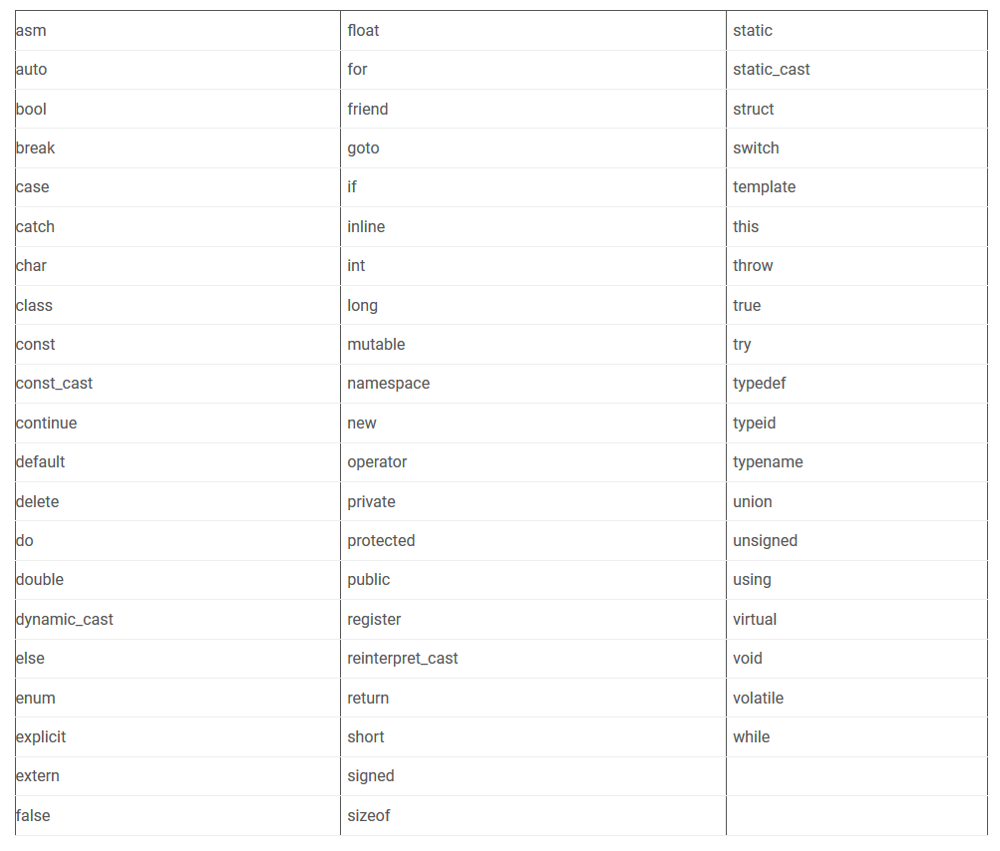 asm float static
auto for static_cast
bool friend struct
break goto switch
case if template
catch inline this
char int throw
class long true
const mutable try
const_cast namespace typedef
continue new typeid
default operator typename
delete private union
do protected unsigned
double public using
dynamic_cast register virtual
else reinterpret_cast void
enum return volatile
explicit short while
extern signed
false sizeof